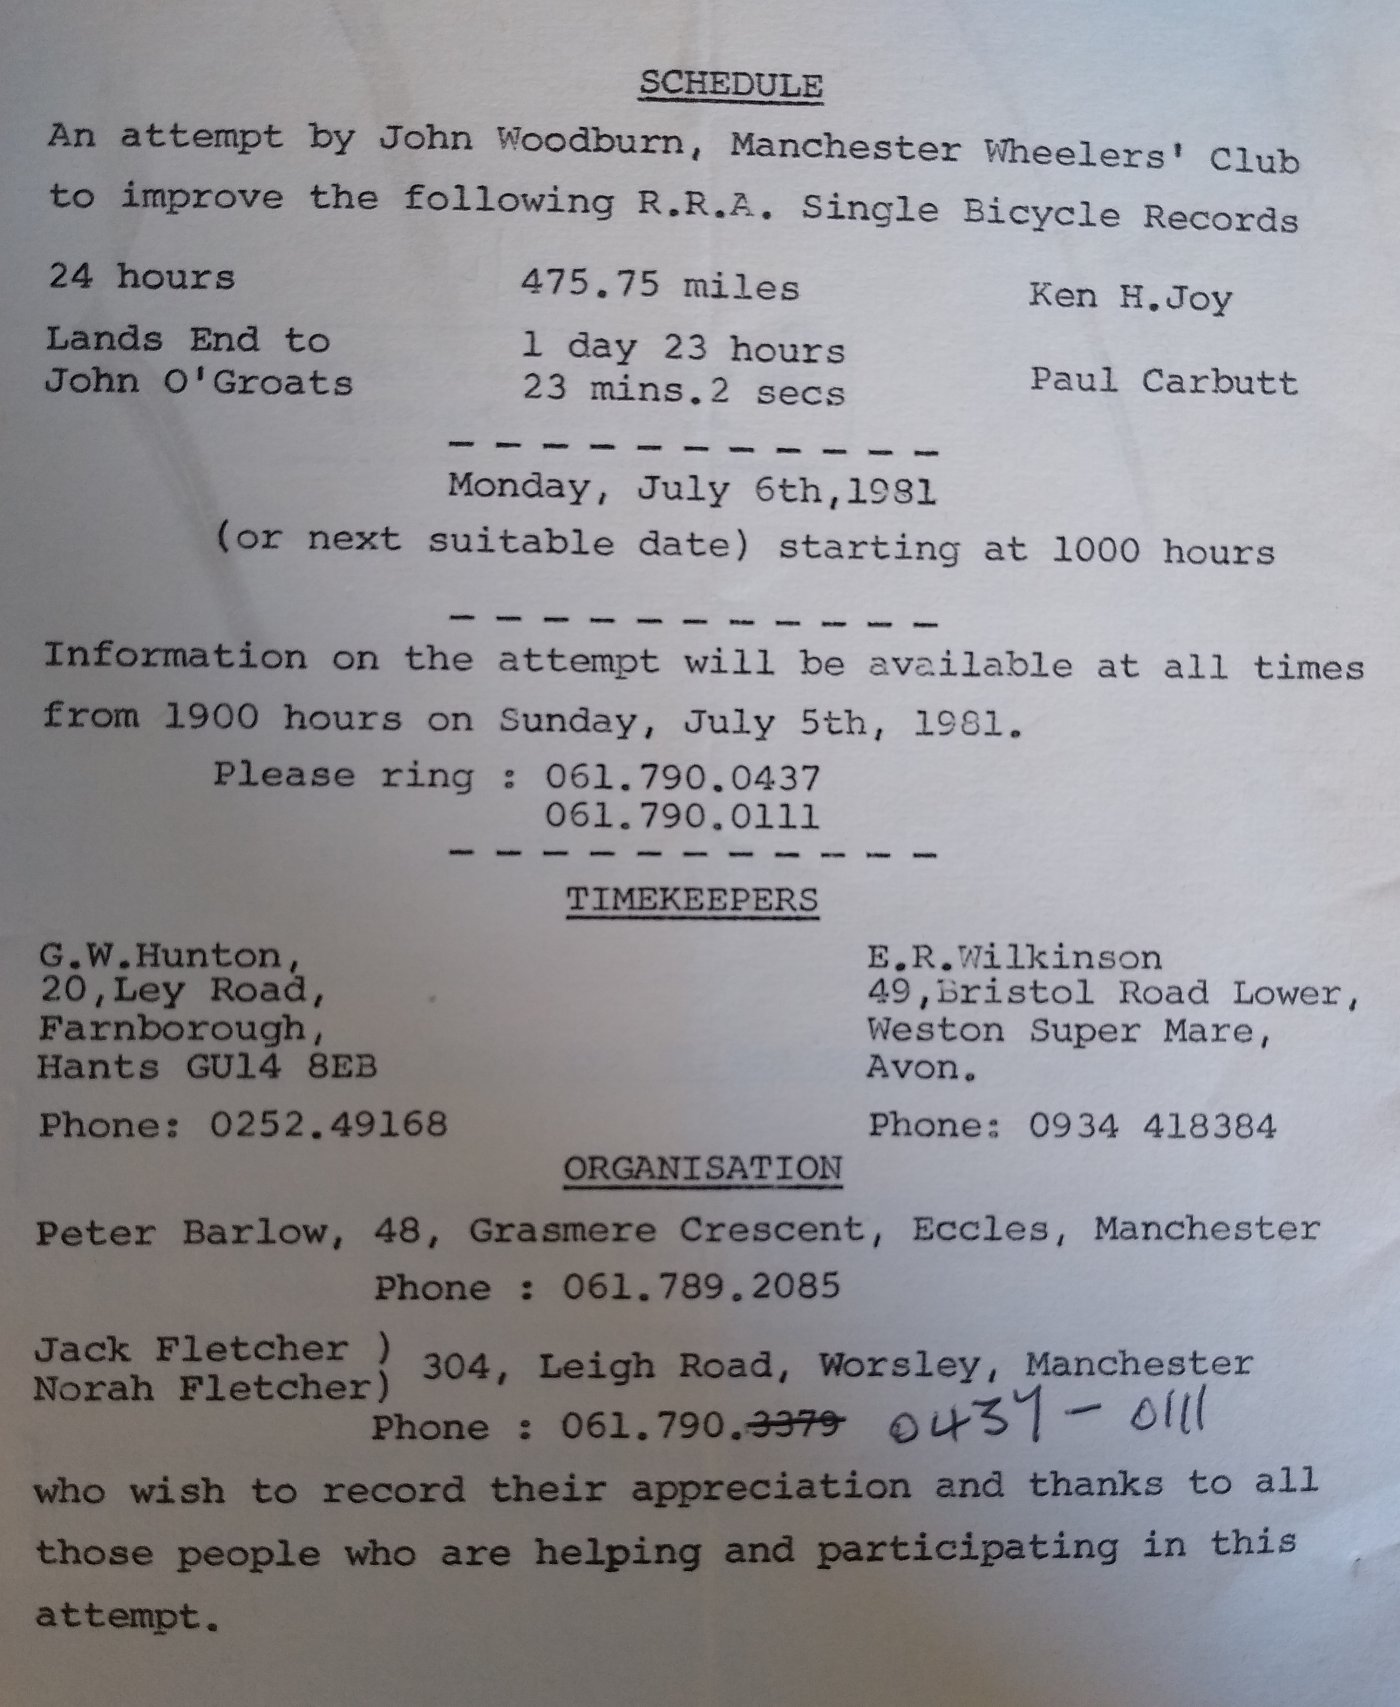 SCHEDULE
An attempt by John Woodburn, Manchester Wheelers' Club
to improve the following R.R.A. Single Bicycle Records
24 hours 475.75 miles Ken H.Joy
Lands End to 1 day 23 hours
John O'Groats 23 mins.2 secs Paul Carbutt
- - - - - - - - - - -
Monday, July 6th,1981
(or next suitable date) starting at 1000 hours
- - - - - - - - - - -
Information on the attempt will be available at all times
from 1900 hours on Sunday, July 5th, 1981.
Please ring : 061.790.0437
061.790.0111
- - - - - - - - - - -
TIMEKEEPERS
G.W.Hunton, E.R.Wilkinson
20,Ley Road, 49,Bristol Road Lower,
Farnborough, Weston Super Mare,
Hants GU14 8EB Avon.
Phone: 0252.49168 Phone: 0934 418384
ORGANISATION
Peter Barlow, 48, Grasmere Crescent, Eccles, Manchester
Phone : 061.789.2085
Jack Fletcher )
Norah Fletcher) 304, Leigh Road, Worsley, Manchester
Phone : 061.790.3379 0437 - 0111
who wish to record their appreciation and thanks to all
those people who are helping and participating in this
attempt.